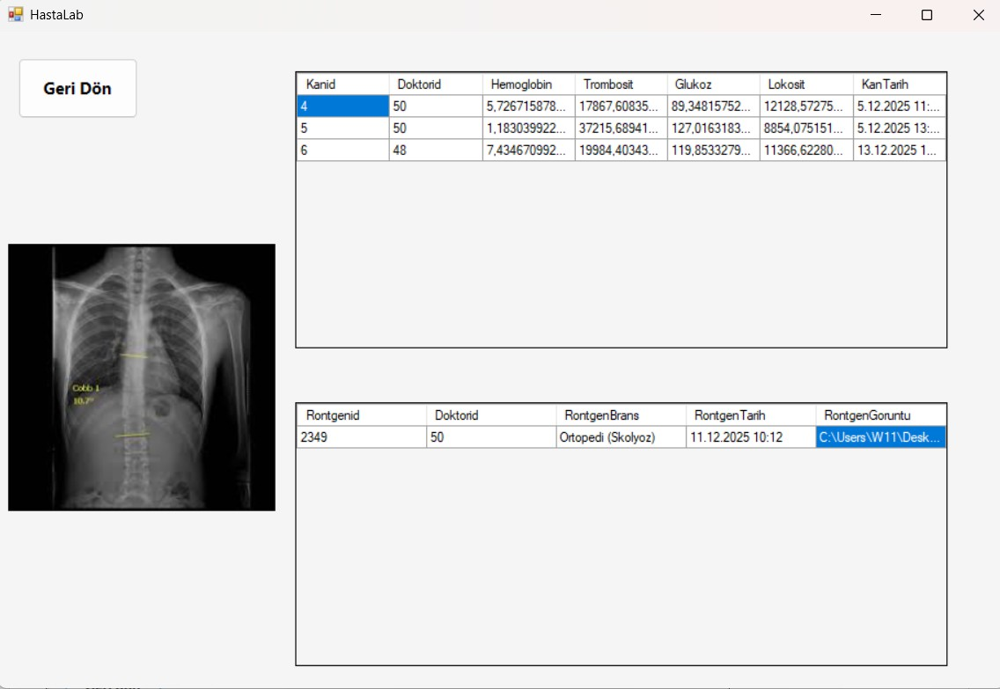 HastaLab
Geri Dön
Kanid Doktorid Hemoglobin Trombosit Glukoz Lokosit KanTarih
4 50 5,726715878... 17867,60835... 89,34815752... 12128,57275... 5.12.2025 11:...
5 50 1,183039922... 37215,68941... 127,0163183... 8854,075151... 5.12.2025 13:...
6 48 7,434670992... 19984,40343... 119,8533279... 11366,62280... 13.12.2025 1...
Cobb 1
10.7°
Rontgenid Doktorid RontgenBrans RontgenTarih RontgenGoruntu
2349 50 Ortopedi (Skolyoz) 11.12.2025 10:12 C:\Users\W11\Desk...